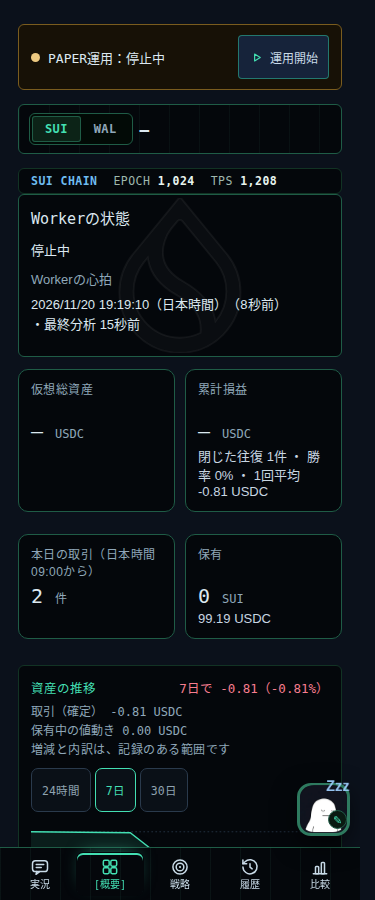 PAPER運用：停止中
運用開始
SUI WAL —
SUI CHAIN EPOCH 1,024 TPS 1,208
Workerの状態
停止中
Workerの心拍
2026/11/20 19:19:10（日本時間）（8秒前）
・最終分析 15秒前
仮想総資産
— USDC
累計損益
— USDC
閉じた往復 1件 ・ 勝
率 0% ・ 1回平均
-0.81 USDC
本日の取引（日本時間
09:00から）
2 件
保有
0 SUI
99.19 USDC
資産の推移 7日で -0.81（-0.81%）
取引（確定） -0.81 USDC
保有中の値動き 0.00 USDC
増減と内訳は、記録のある範囲です
24時間 7日 30日
Zzz
実況 [概要] 戦略 履歴 比較